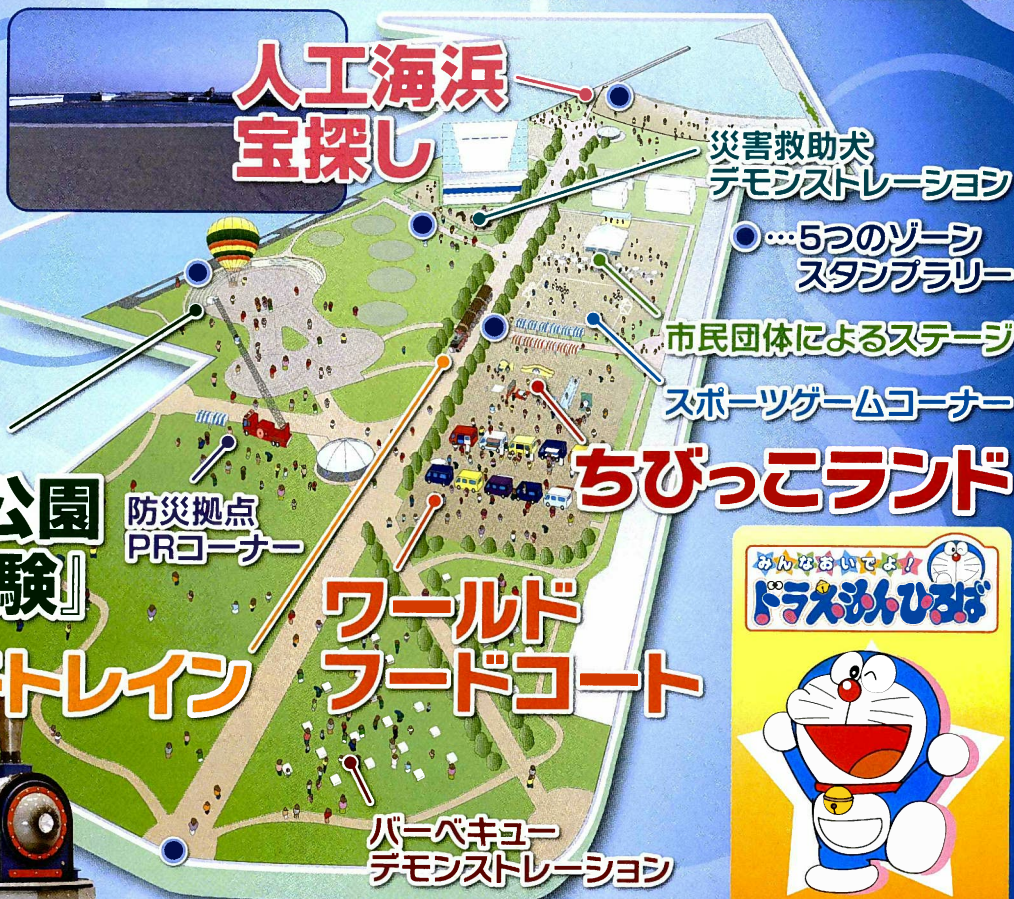 人工海浜
宝探し
災害救助犬
デモンストレーション
…5つのゾーン
スタンプラリー
市民団体によるステージ
スポーツゲームコーナー
ちびっこランド
公園
験』
防災拠点
PRコーナー
ワールド
フードコート
トレイン
みんなおいでよ!
ドラえもんひろば
バーベキュー
デモンストレーション